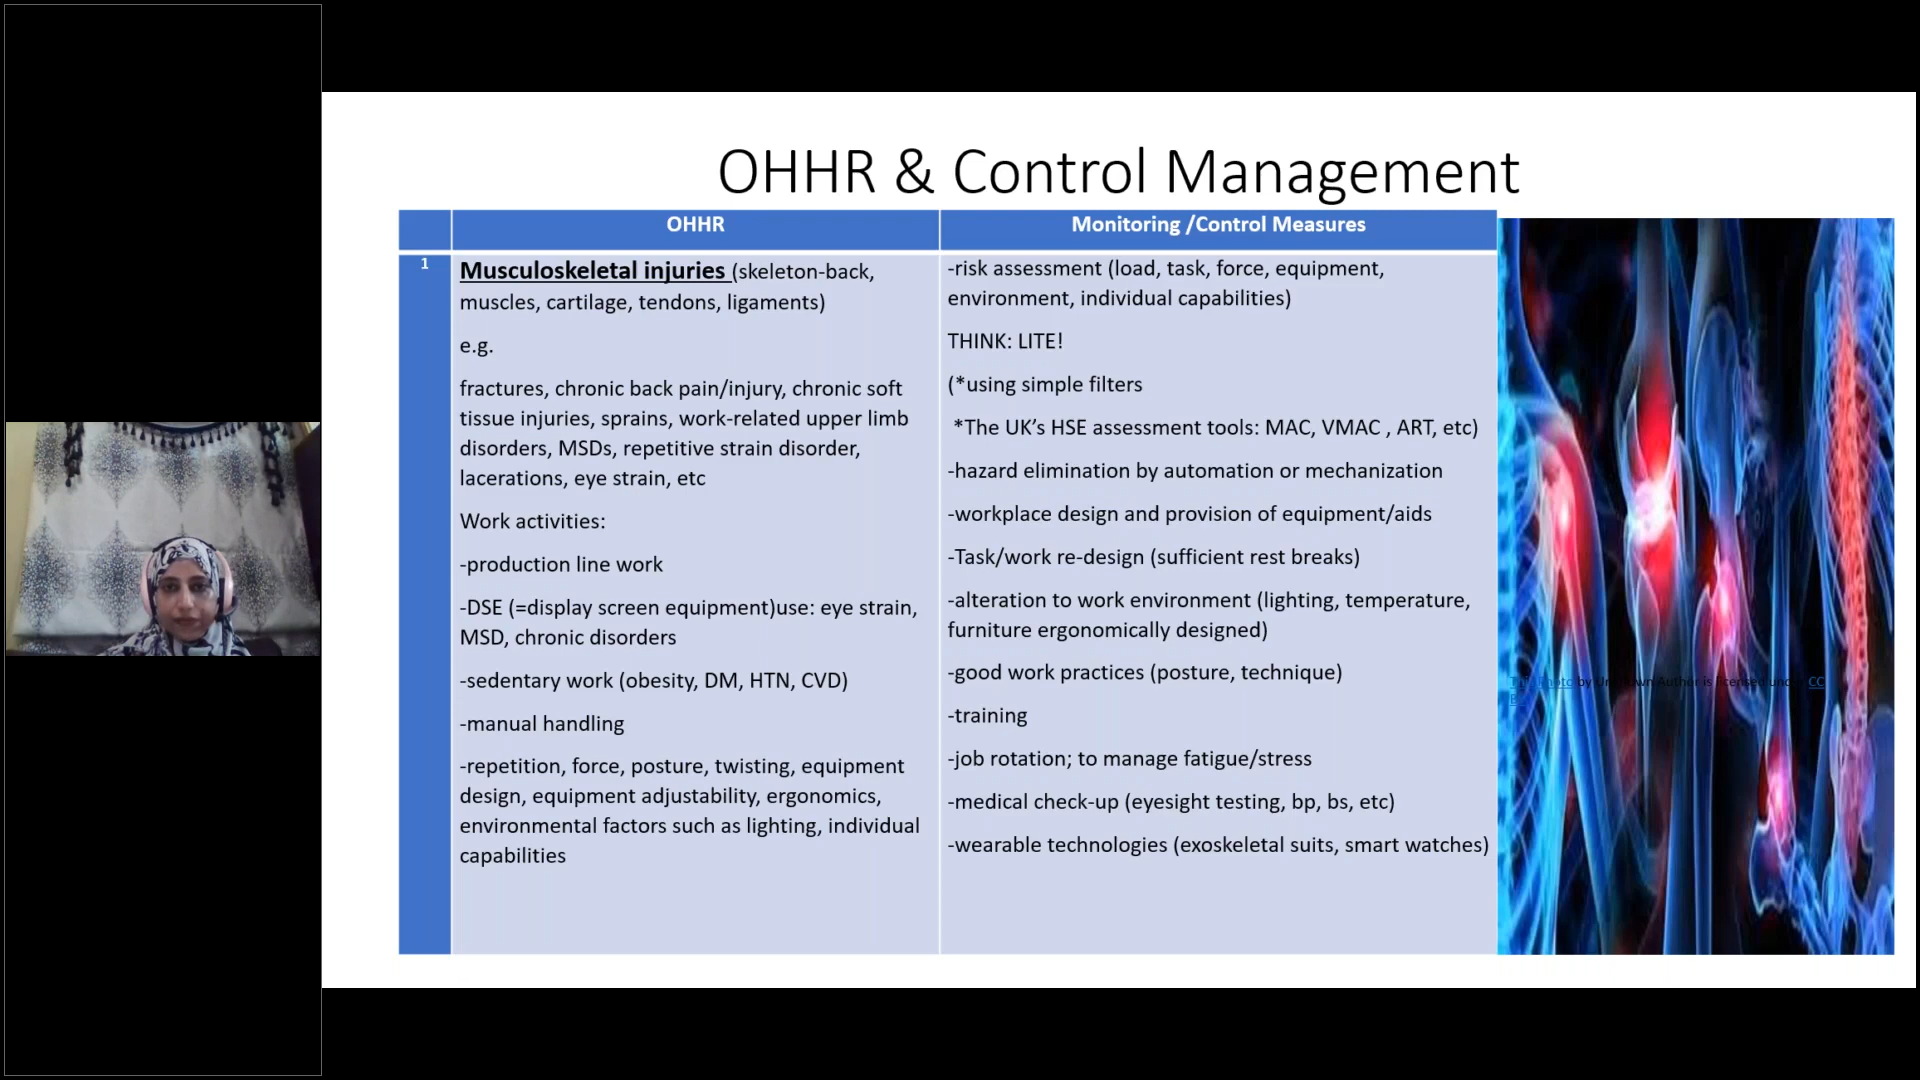 OHHR & Control Management
OHHR
Monitoring /Control Measures
1
Musculoskeletal injuries (skeleton-back,
muscles, cartilage, tendons, ligaments)
e.g.
fractures, chronic back pain/injury, chronic soft
tissue injuries, sprains, work-related upper limb
disorders, MSDs, repetitive strain disorder,
lacerations, eye strain, etc
Work activities:
-production line work
-DSE (=display screen equipment)use: eye strain,
MSD, chronic disorders
-sedentary work (obesity, DM, HTN, CVD)
-manual handling
-repetition, force, posture, twisting, equipment
design, equipment adjustability, ergonomics,
environmental factors such as lighting, individual
capabilities
-risk assessment (load, task, force, equipment,
environment, individual capabilities)
THINK: LITE!
(*using simple filters
*The UK’s HSE assessment tools: MAC, VMAC , ART, etc)
-hazard elimination by automation or mechanization
-workplace design and provision of equipment/aids
-Task/work re-design (sufficient rest breaks)
-alteration to work environment (lighting, temperature,
furniture ergonomically designed)
-good work practices (posture, technique)
-training
-job rotation; to manage fatigue/stress
-medical check-up (eyesight testing, bp, bs, etc)
-wearable technologies (exoskeletal suits, smart watches)
Photo by Author is CC